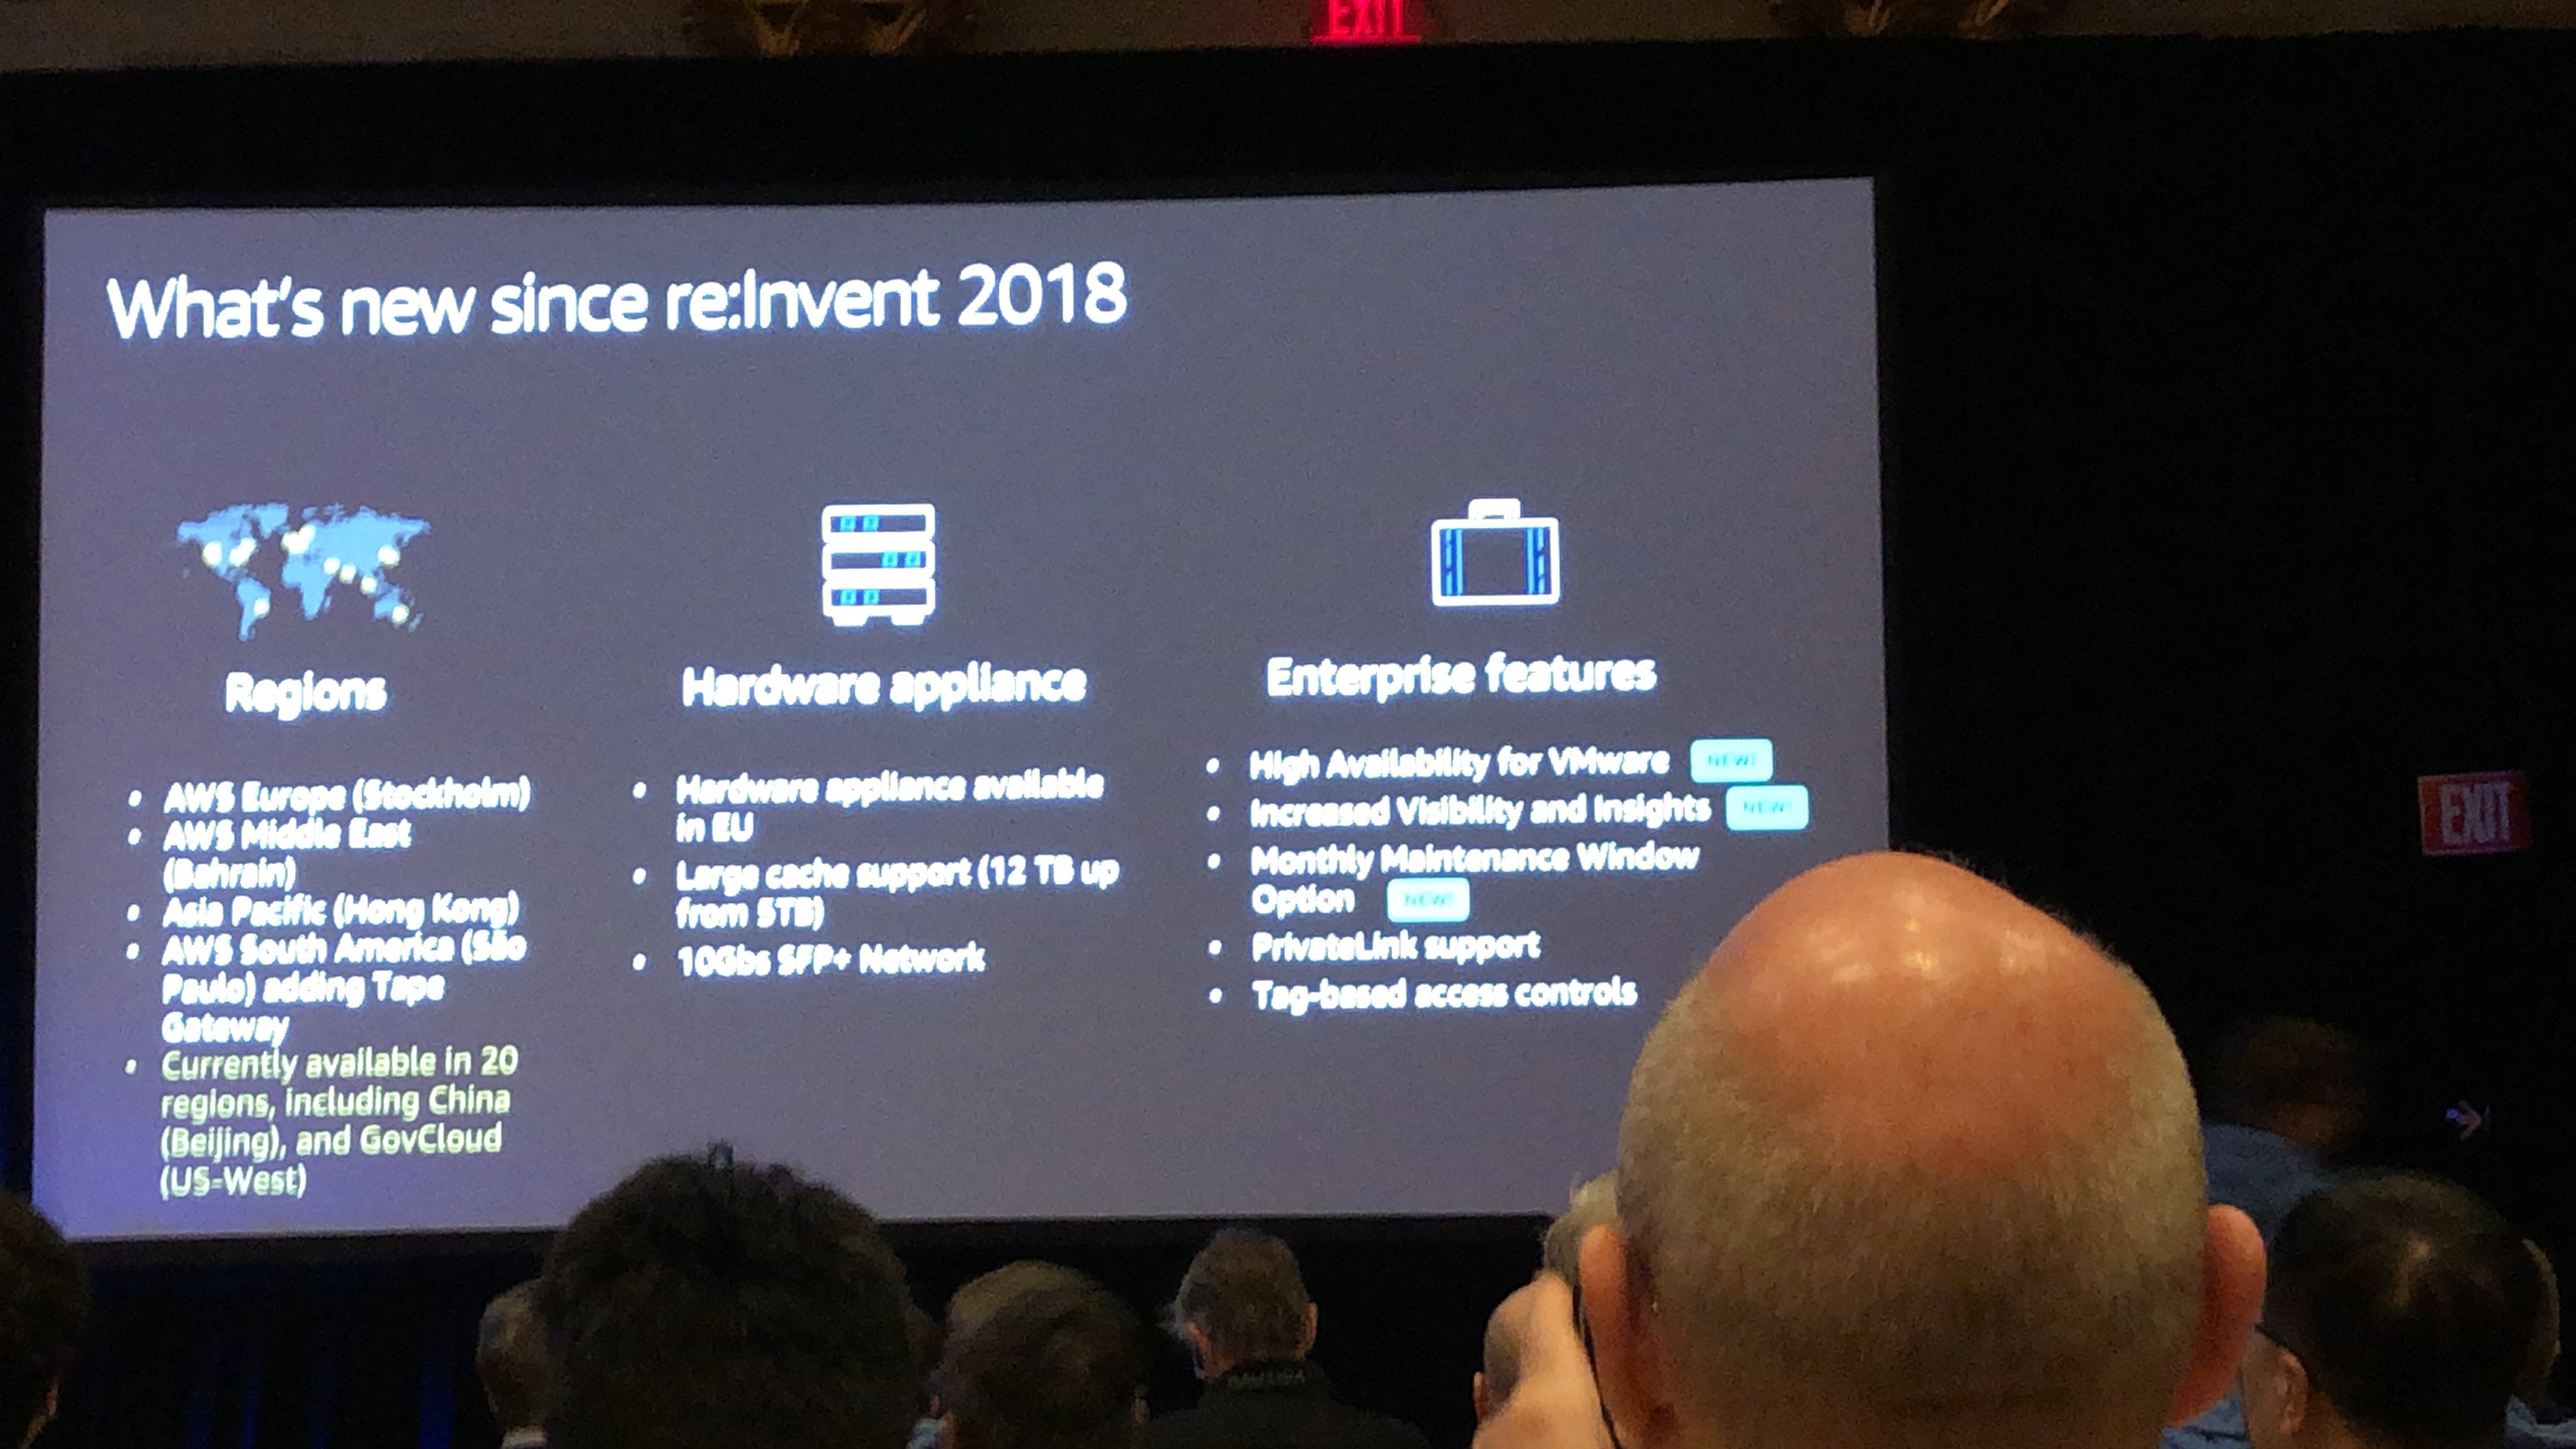 EXIT
What's new since re:Invent 2018
Regions
AWS Europe (Stockholm)
AWS Middle East
(Bahrain)
Asia Pacific (Hong Kong)
AWS South America (São
Paulo) adding Tape
Gateway
Currently available in 20
regions, including China
(Beijing), and GovCloud
(US-West)
Hardware appliance
Hardware appliance available
in EU
Large cache support (12 TB up
from 5TB)
10Gbs SFP+ Network
Enterprise features
High Availability for VMware NEW!
Increased Visibility and Insights NEW!
Monthly Maintenance Window
Option NEW!
PrivateLink support
Tag-based access controls
EXIT